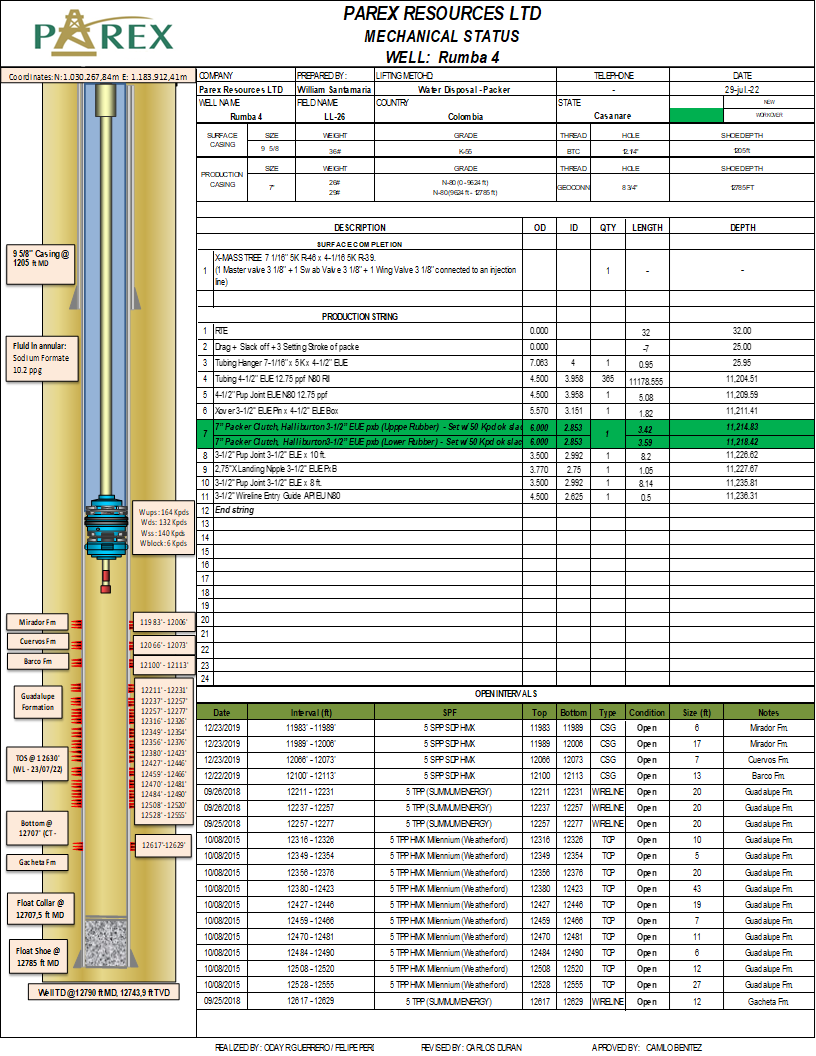 PAREX
PAREX RESOURCES LTD
MECHANICAL STATUS
WELL: Rumba 4
Coordinates: N: 1.030.267,84m E: 1.183.912,41m
COMPANY PREPARED BY: LIFTING METOHD TELEPHONE DATE
Parex Resources LTD William Santamaria Water Disposal - Packer - 29-jul.-22
WELL NAME FIELD NAME COUNTRY STATE NEW
Rumba 4 LL-26 Colombia Casanare WORKOVER
SURFACE CASING SIZE WEIGHT GRADE THREAD HOLE SHOE DEPTH
9 5/8 36# K-55 BTC 12.1/4" 1205ft
PRODUCTION CASING SIZE WEIGHT GRADE THREAD HOLE SHOE DEPTH
7" 26# N-80 (0 - 9624 ft) GEOCONN 8 3/4" 12785FT
29# N-80 (9624 ft - 12785 ft)
DESCRIPTION OD ID QTY LENGTH DEPTH
SURFACE COMPLETION
1 X-MASS TREE 7 1/16" 5K R-46 x 4-1/16 5K R-39. 1 - -
(1 Master valve 3 1/8" + 1 Swab Valve 3 1/8" + 1 Wing Valve 3 1/8" connected to an injection
line)
PRODUCTION STRING
1 RTE 0.000 32 32.00
2 Drag + Slack off + 3 Setting Stroke of packe 0.000 -7 25.00
3 Tubing Hanger 7-1/16" x 5K x 4-1/2" EUE 7.063 4 1 0.95 25.95
4 Tubing 4-1/2" EUE 12.75 ppf N80 RII 4.500 3.958 365 11178.555 11,204.51
5 4-1/2" Pup Joint EUE N80 12.75 ppf 4.500 3.958 1 5.08 11,209.59
6 Xover 3-1/2" EUE Pin x 4-1/2" ELE Box 5.570 3.151 1 1.82 11,211.41
7 7" Packer Clutch, Halliburton 3-1/2" EUE pxb (Uppper Rubber) - Set w/ 50 Kpd ok slac 6.000 2.853 1 3.42 11,214.83
7" Packer Clutch, Halliburton 3-1/2" EUE pxb (Lower Rubber) - Set w/ 50 Kpd ok slac 6.000 2.853 3.59 11,218.42
8 3-1/2" Pup Joint 3-1/2" EUE x 10 ft. 3.500 2.992 1 8.2 11,226.62
9 2,75"X Landing Nipple 3-1/2" EUE PxB 3.770 2.75 1 1.05 11,227.67
10 3-1/2" Pup Joint 3-1/2" EUE x 8 ft. 3.500 2.992 1 8.14 11,235.81
11 3-1/2" Wireline Entry Guide API EU N80 4.500 2.625 1 0.5 11,236.31
12 End string
13
14
15
16
17
18
19
20
21
22
23
24
9 5/8" Casing @
1205 ft MD
Fluid In annular:
Sodium Formate
10.2 ppg
Wups: 164 Kpds
Wds: 132 Kpds
Wss: 140 Kpds
Wblock: 6 Kpds
Mirador Fm 11983' - 12006'
Cuervos Fm 12066' - 12073'
Barco Fm 12100' - 12113'
Guadalupe
Formation
12211' - 12231'
12237' - 12257'
12257' - 12277'
12316' - 12326'
12349' - 12354'
12356' - 12376'
12380' - 12423'
12427' - 12446'
12459' - 12466'
12470' - 12481'
12484' - 12490'
12508' - 12520'
12528' - 12555'
TOS @ 12630'
(WL - 23/07/22)
Bottom @
12707' (CT -
12617'-12629'
Gacheta Fm
Float Collar @
12707,5 ft MD
Float Shoe @
12785 ft MD
Well TD @12790 ft MD, 12743,9 ft TVD
OPEN INTERVALS
Date Interval (ft) SPF Top Bottom Type Condition Size (ft) Notes
12/23/2019 11983' - 11989' 5 SPP SDP HMX 11983 11989 CSG Open 6 Mirador Fm.
12/23/2019 11989' - 12006' 5 SPP SDP HMX 11989 12006 CSG Open 17 Mirador Fm.
12/23/2019 12066' - 12073' 5 SPP SDP HMX 12066 12073 CSG Open 7 Cuervos Fm.
12/22/2019 12100' - 12113' 5 SPP SDP HMX 12100 12113 CSG Open 13 Barco Fm.
09/26/2018 12211 - 12231 5 TPP (SUMMUM ENERGY) 12211 12231 WIRELINE Open 20 Guadalupe Fm.
09/26/2018 12237 - 12257 5 TPP (SUMMUM ENERGY) 12237 12257 WIRELINE Open 20 Guadalupe Fm.
09/25/2018 12257 - 12277 5 TPP (SUMMUM ENERGY) 12257 12277 WIRELINE Open 20 Guadalupe Fm.
10/08/2015 12316 - 12326 5 TPP HMX Milennium (Weatherford) 12316 12326 TCP Open 10 Guadalupe Fm.
10/08/2015 12349 - 12354 5 TPP HMX Milennium (Weatherford) 12349 12354 TCP Open 5 Guadalupe Fm.
10/08/2015 12356 - 12376 5 TPP HMX Milennium (Weatherford) 12356 12376 TCP Open 20 Guadalupe Fm.
10/08/2015 12380 - 12423 5 TPP HMX Milennium (Weatherford) 12380 12423 TCP Open 43 Guadalupe Fm.
10/08/2015 12427 - 12446 5 TPP HMX Milennium (Weatherford) 12427 12446 TCP Open 19 Guadalupe Fm.
10/08/2015 12459 - 12466 5 TPP HMX Milennium (Weatherford) 12459 12466 TCP Open 7 Guadalupe Fm.
10/08/2015 12470 - 12481 5 TPP HMX Milennium (Weatherford) 12470 12481 TCP Open 11 Guadalupe Fm.
10/08/2015 12484 - 12490 5 TPP HMX Milennium (Weatherford) 12484 12490 TCP Open 6 Guadalupe Fm.
10/08/2015 12508 - 12520 5 TPP HMX Milennium (Weatherford) 12508 12520 TCP Open 12 Guadalupe Fm.
10/08/2015 12528 - 12555 5 TPP HMX Milennium (Weatherford) 12528 12555 TCP Open 27 Guadalupe Fm.
09/25/2018 12617 - 12629 5 TPP (SUMMUM ENERGY) 12617 12629 WIRELINE Open 12 Gacheta Fm.
REALIZED BY: ODAYR GUERRERO / FELIPE PERI REVISED BY: CARLOS DURAN APROVED BY: CAMILO BENITEZ